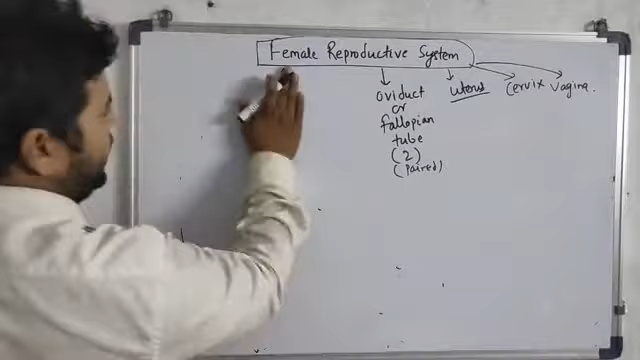 Female Reproductive System
oviduct
or
fallopian
tube
(2)
(Paired)
uterus
Cervix
Vagina.